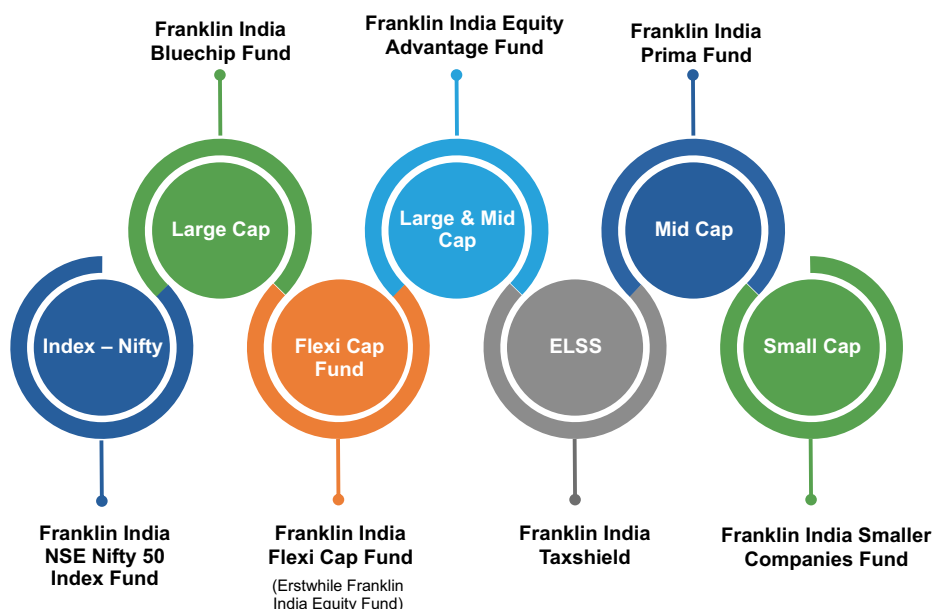 Franklin India
Bluechip Fund
Franklin India Equity
Advantage Fund
Franklin India
Prima Fund
Large Cap
Large & Mid
Cap
Mid Cap
Index – Nifty
Flexi Cap
Fund
ELSS
Small Cap
Franklin India
NSE Nifty 50
Index Fund
Franklin India
Flexi Cap Fund
(Erstwhile Franklin
India Equity Fund)
Franklin India
Taxshield
Franklin India Smaller
Companies Fund